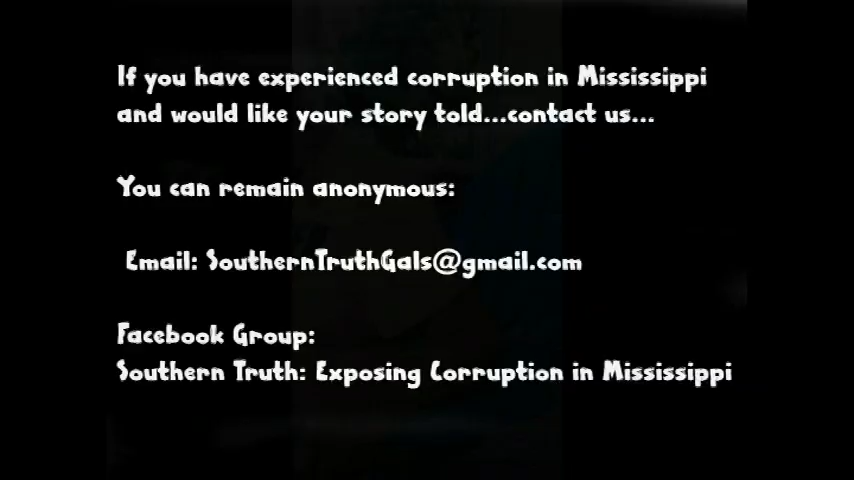 If you have experienced corruption in Mississippi
and would like your story told...contact us...
You can remain anonymous:
Email: SouthernTruthGals@gmail.com
Facebook Group:
Southern Truth: Exposing Corruption in Mississippi